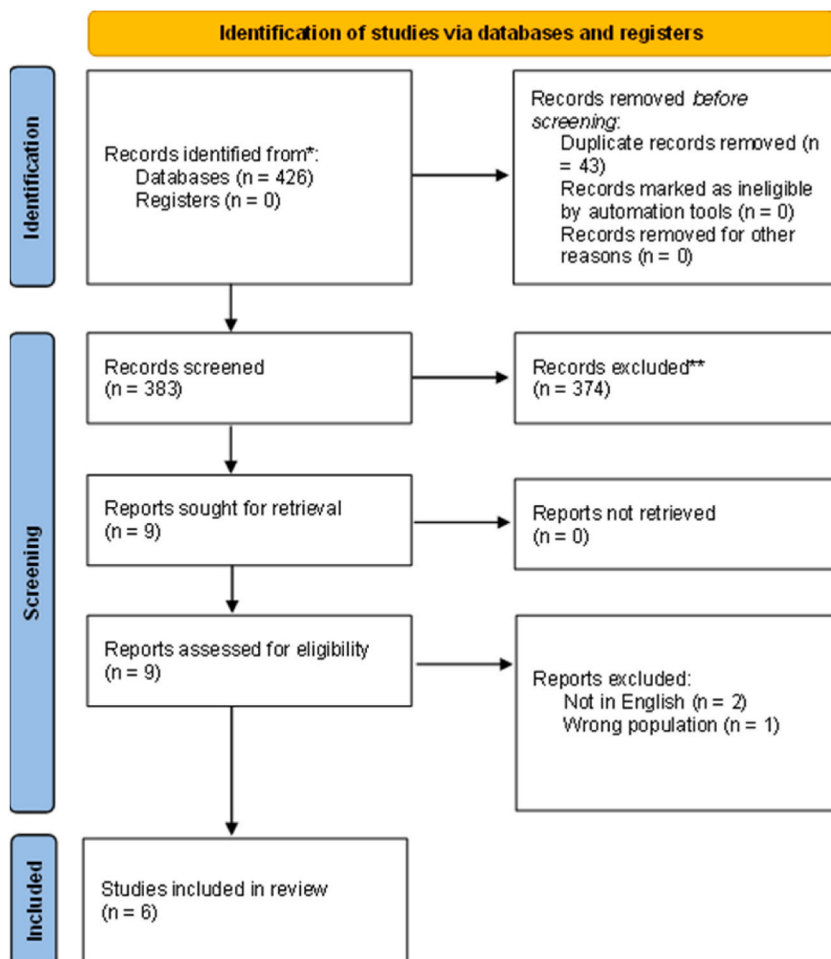 Identification of studies via databases and registers
Identification
Records identified from*:
Databases (n = 426)
Registers (n = 0)
Records removed before
screening:
Duplicate records removed (n
= 43)
Records marked as ineligible
by automation tools (n = 0)
Records removed for other
reasons (n = 0)
Screening
Records screened
(n = 383)
Records excluded**
(n = 374)
Reports sought for retrieval
(n = 9)
Reports not retrieved
(n = 0)
Reports assessed for eligibility
(n = 9)
Reports excluded:
Not in English (n = 2)
Wrong population (n = 1)
Included
Studies included in review
(n = 6)